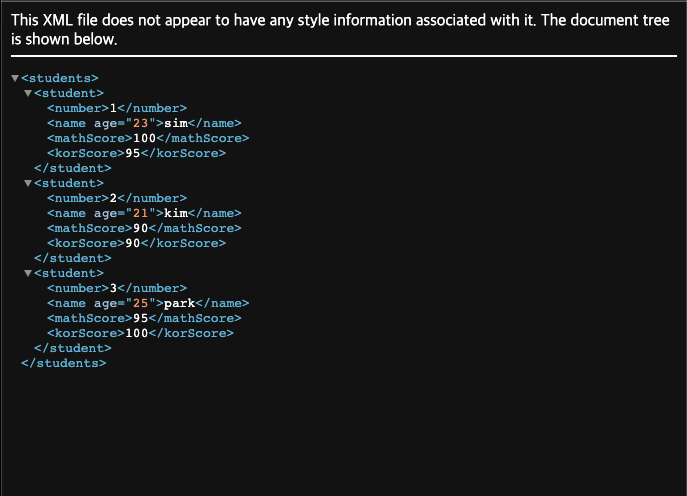 This XML file does not appear to have any style information associated with it. The document tree
is shown below.
▼<students>
▼<student>
<number>1</number>
<name age="23">sim</name>
<mathScore>100</mathScore>
<korScore>95</korScore>
</student>
▼<student>
<number>2</number>
<name age="21">kim</name>
<mathScore>90</mathScore>
<korScore>90</korScore>
</student>
▼<student>
<number>3</number>
<name age="25">park</name>
<mathScore>95</mathScore>
<korScore>100</korScore>
</student>
</students>